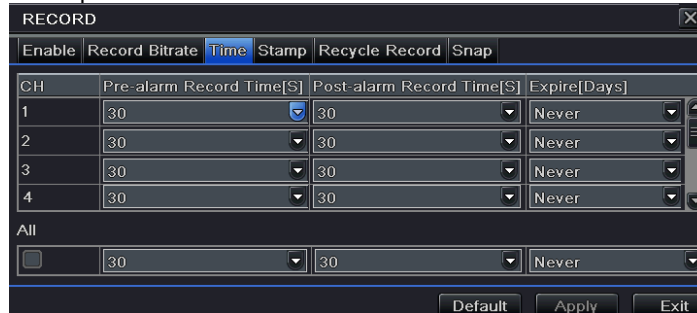 RECORD
Enable Record Bitrate Time Stamp Recycle Record Snap
CH Pre-alarm Record Time[S] Post-alarm Record Time[S] Expire[Days]
1 30 30 Never
2 30 30 Never
3 30 30 Never
4 30 30 Never
All
30 30 Never
Default Apply Exit